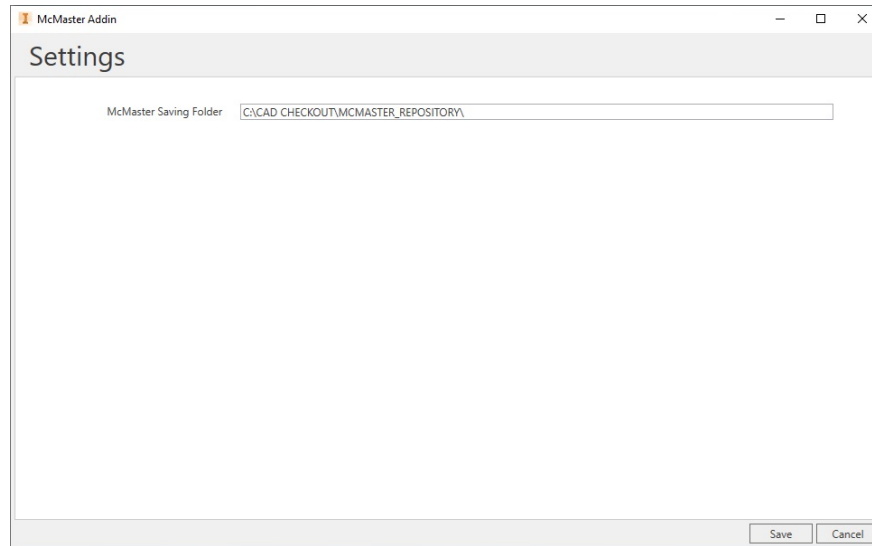 McMaster Addin
Settings
McMaster Saving Folder C:\CAD CHECKOUT\MCMASTER_REPOSITORY\
Save Cancel